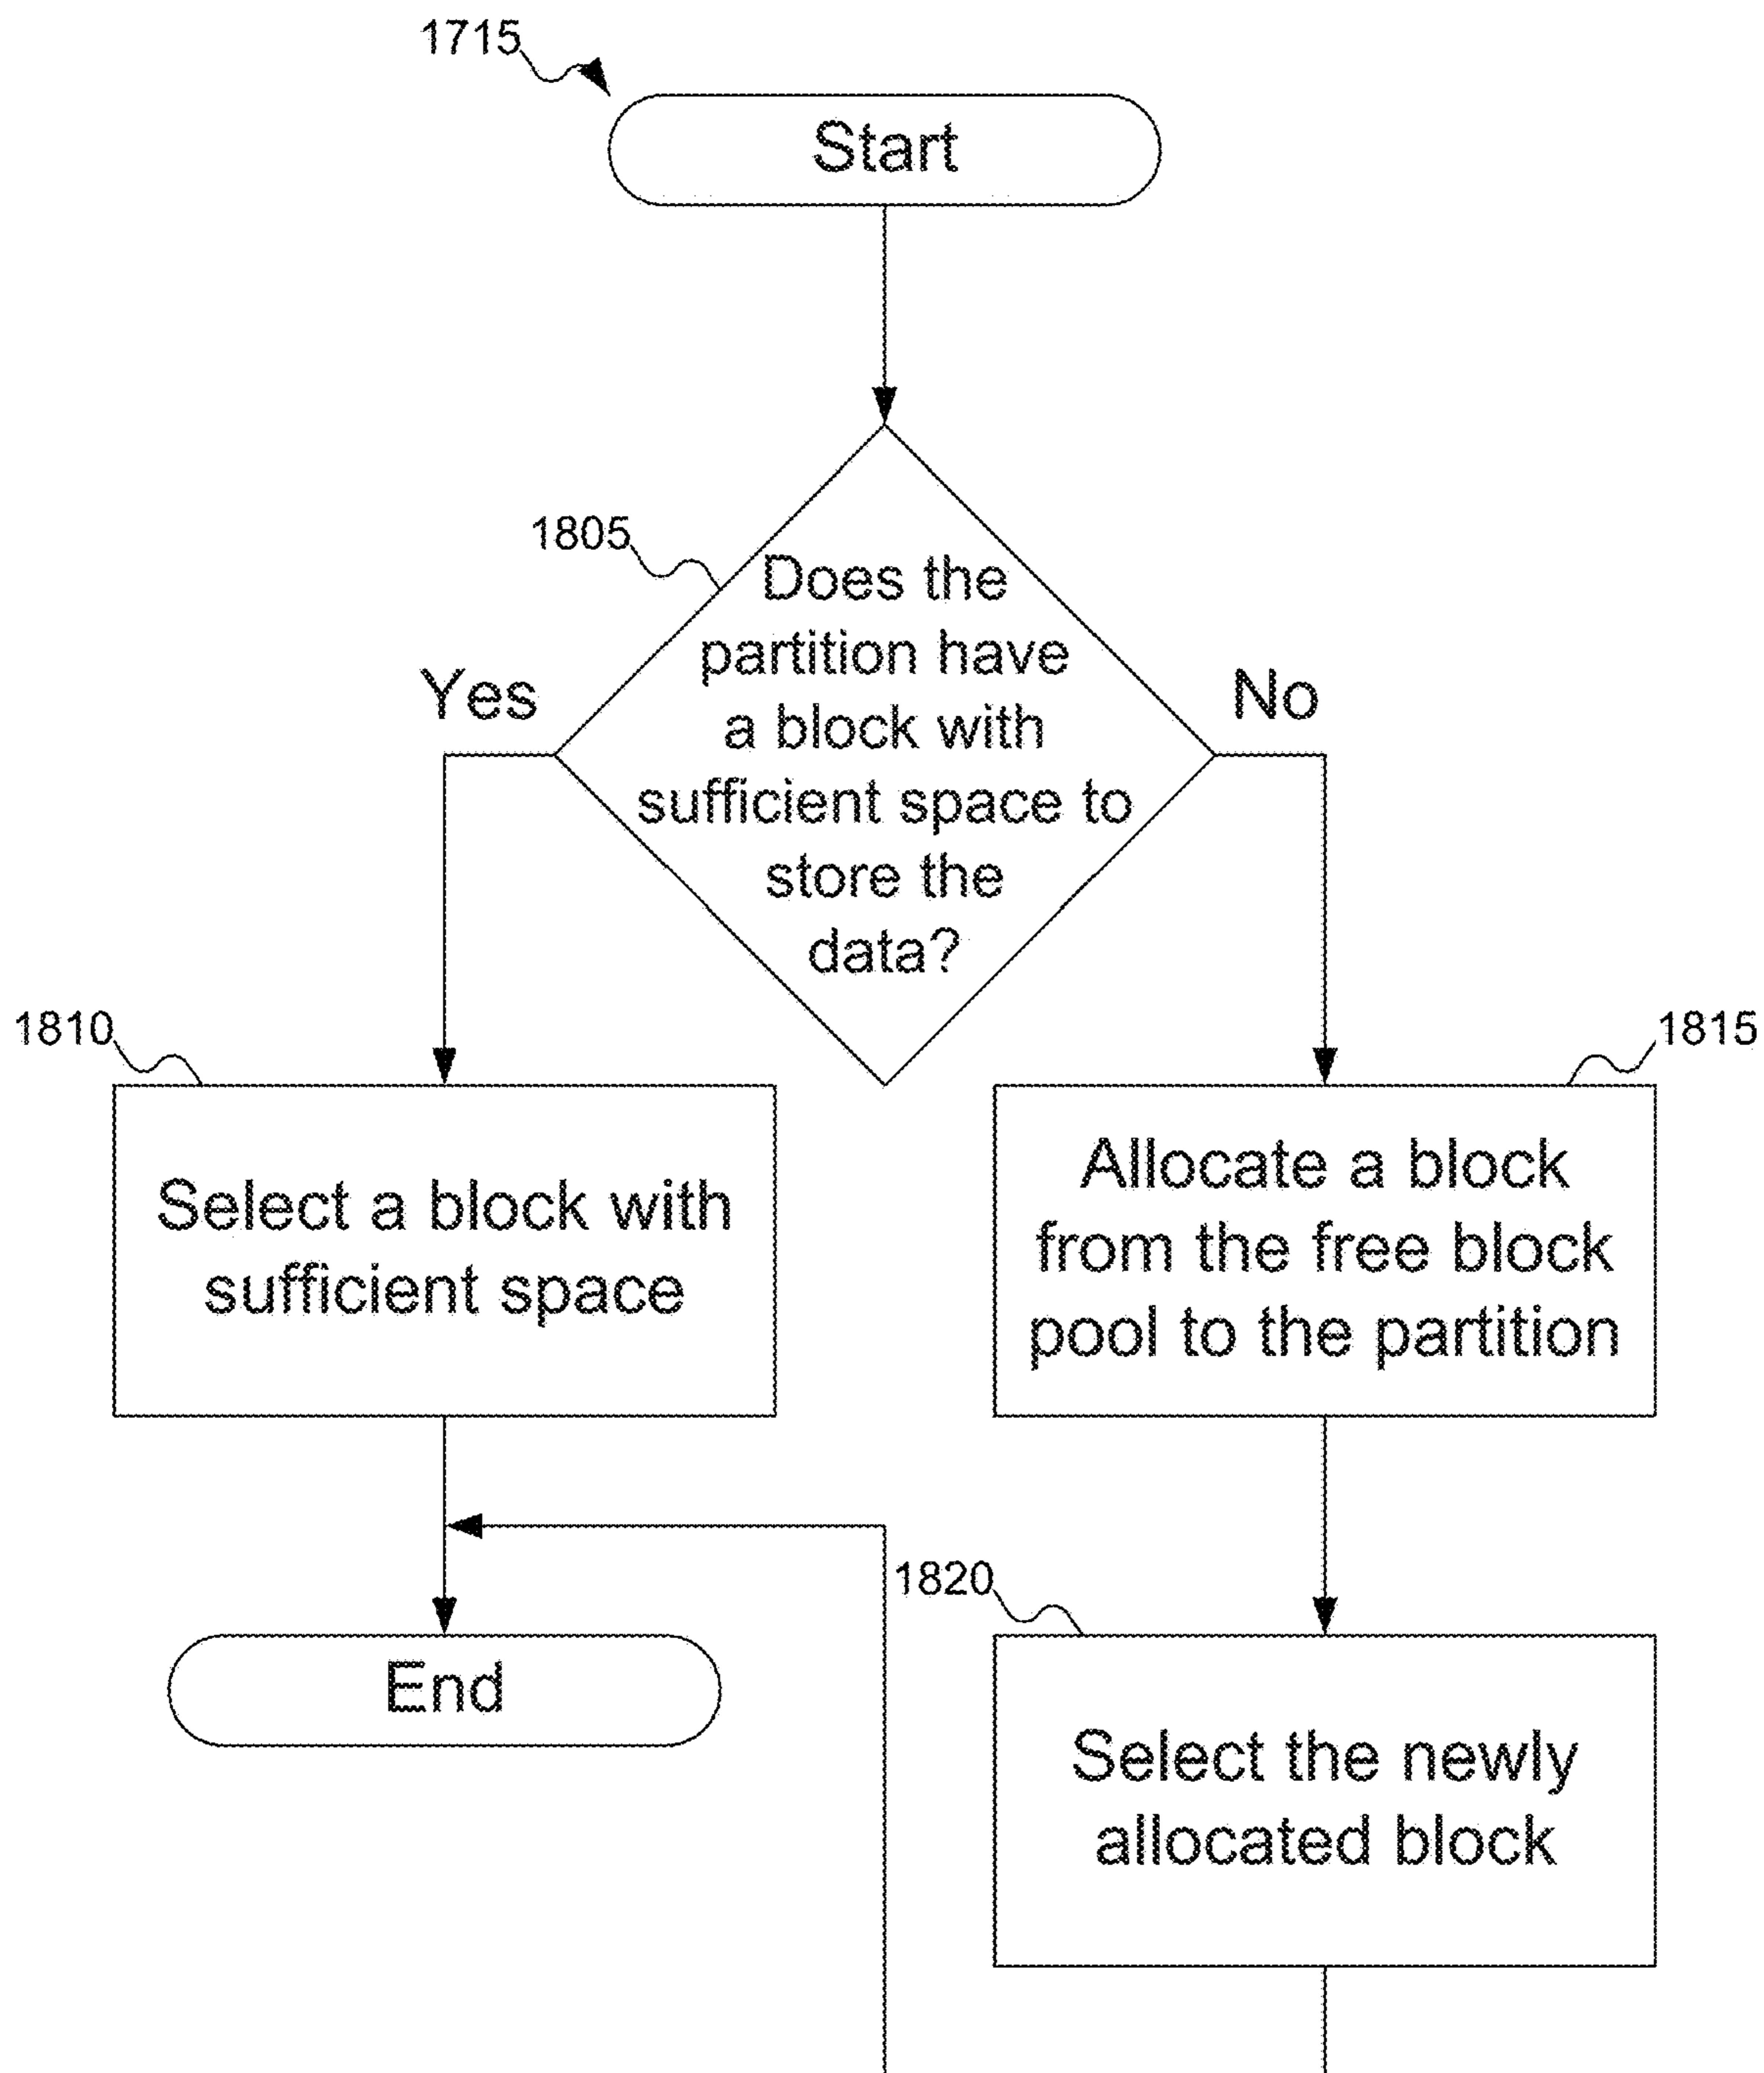 1715
Start
1805
Does the
partition have
a block with
sufficient space to
store the
data?
Yes
No
1810
1815
Select a block with
sufficient space
Allocate a block
from the free block
pool to the partition
1820
End
Select the newly
allocated block